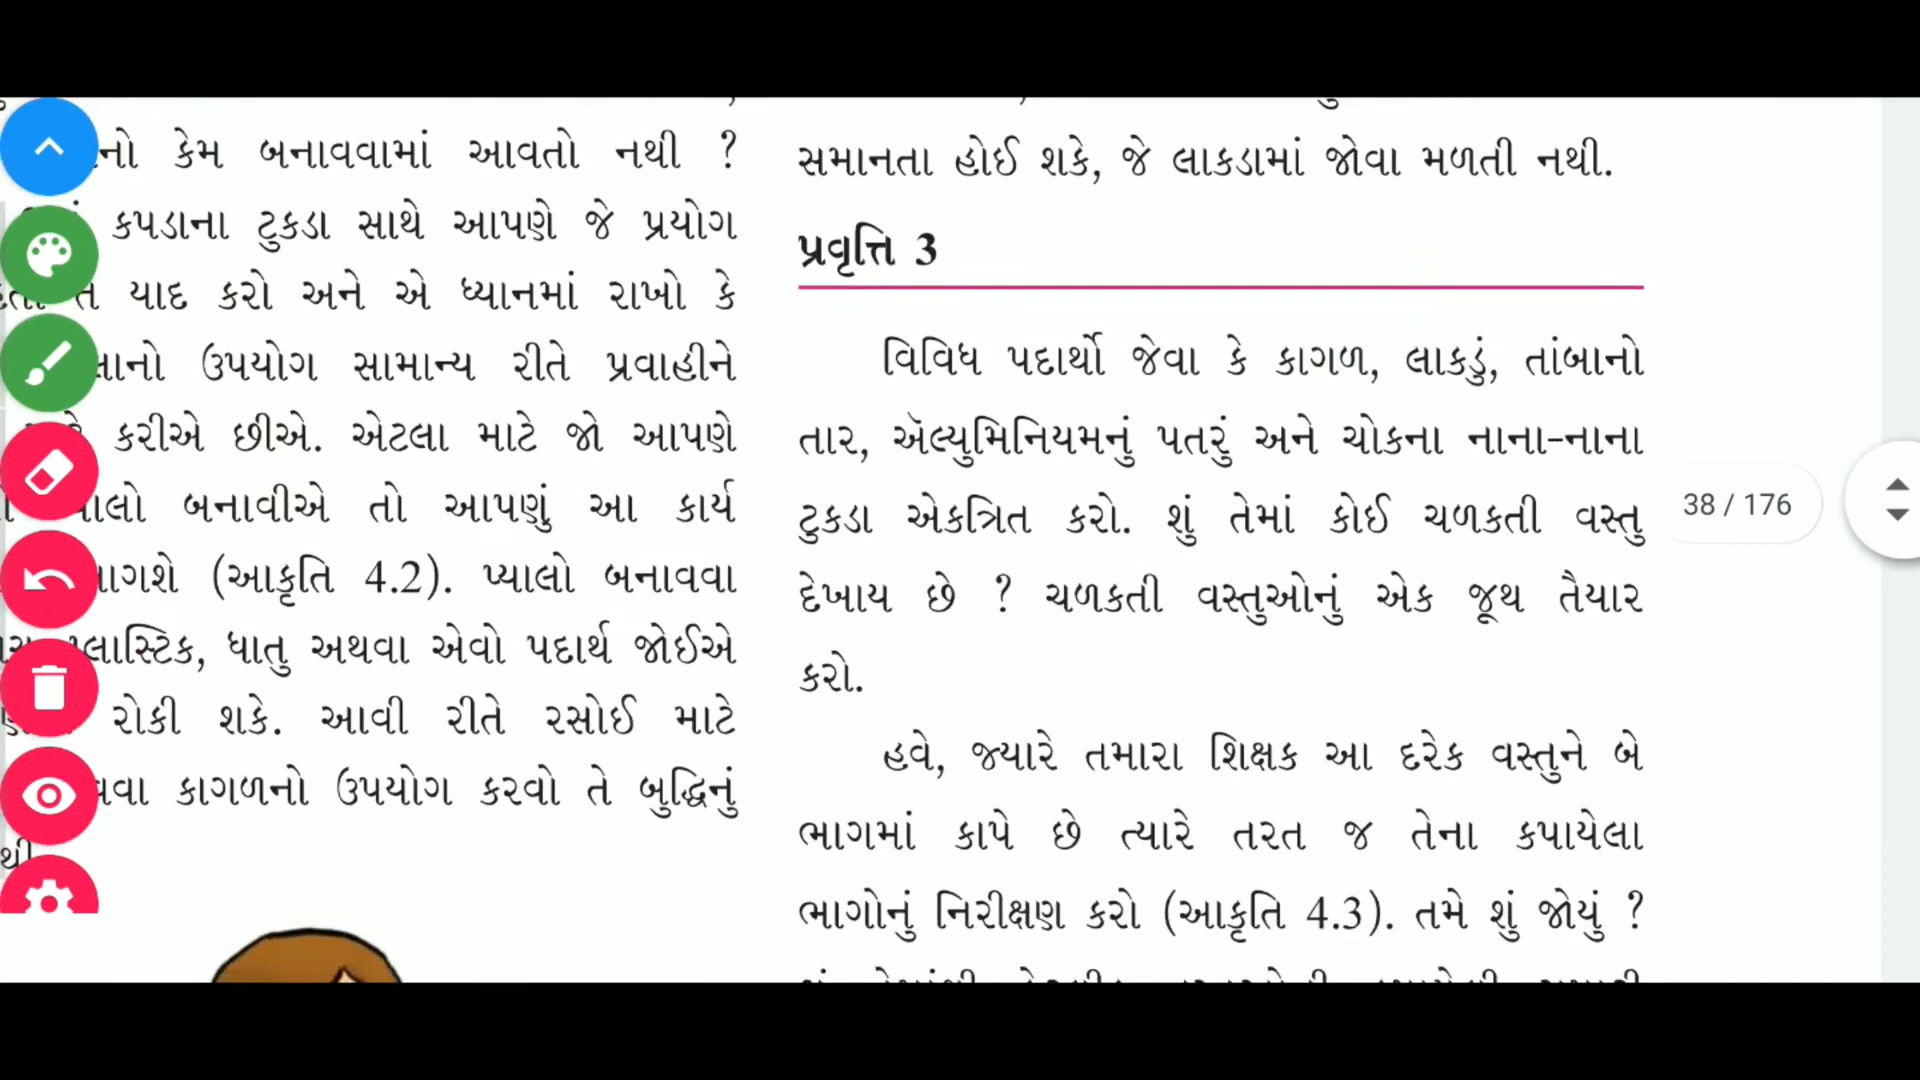 કેમ બનાવવામાં આવતો નથી ?
કપડાના ટુકડા સાથે આપણે જે પ્રયોગ
યાદ કરો અને એ ધ્યાનમાં રાખો કે
ઉપયોગ સામાન્ય રીતે પ્રવાહીને
કરીએ છીએ. એટલા માટે જો આપણે
બનાવીએ તો આપણું આ કાર્ય
(આકૃતિ 4.2). પ્યાલો બનાવવા
ધાતુ અથવા એવો પદાર્થ જોઈએ
રોકી શકે. આવી રીતે રસોઈ માટે
કાગળનો ઉપયોગ કરવો તે બુદ્ધિનું
સમાનતા હોઈ શકે, જે લાકડામાં જોવા મળતી નથી.
પ્રવૃત્તિ 3
વિવિધ પદાર્થો જેવા કે કાગળ, લાકડું, તાંબાનો
તાર, ઍલ્યુમિનિયમનું પતરું અને ચોકના નાના-નાના
ટુકડા એકત્રિત કરો. શું તેમાં કોઈ ચળકતી વસ્તુ
દેખાય છે ? ચળકતી વસ્તુઓનું એક જૂથ તૈયાર
કરો.
હવે, જ્યારે તમારા શિક્ષક આ દરેક વસ્તુને બે
ભાગમાં કાપે છે ત્યારે તરત જ તેના કપાયેલા
ભાગોનું નિરીક્ષણ કરો (આકૃતિ 4.3). તમે શું જોયું ?
38 / 176